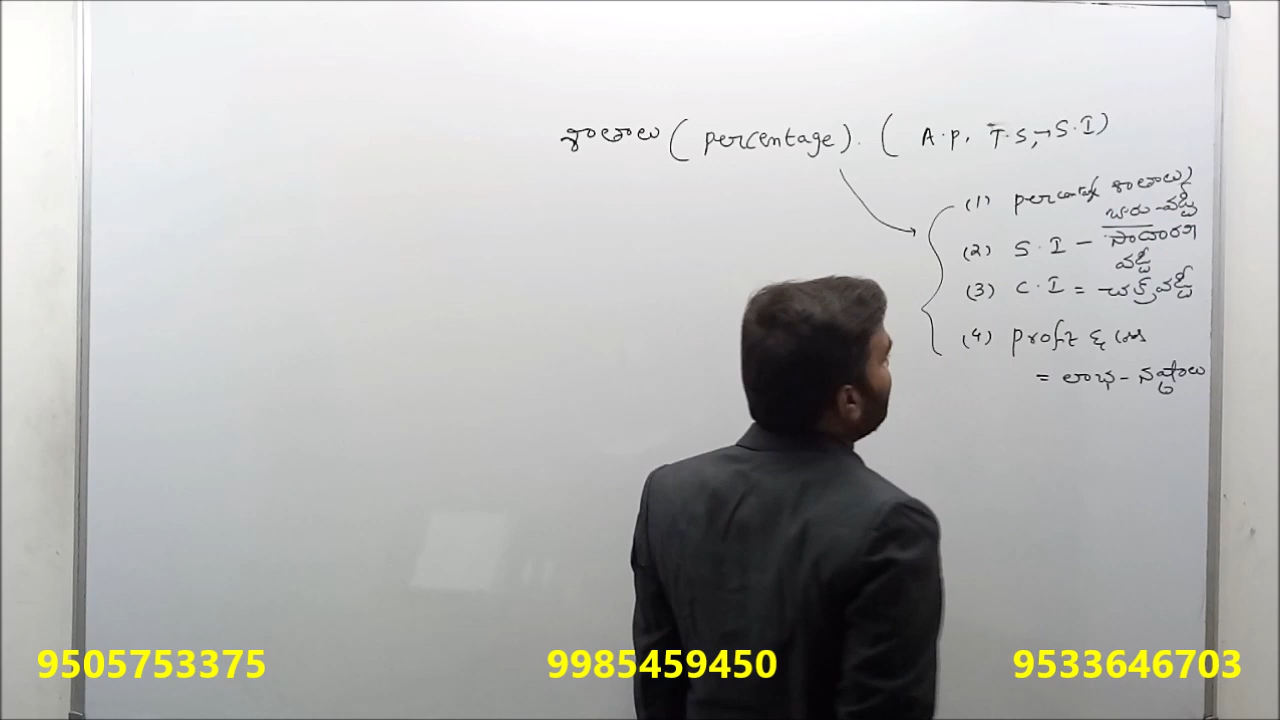 శాతాలు (percentage). ( A.P, T.S, → S.I)
(1) percentage శాతాలు
బారు-వడ్డీ
(2) S.I - సాదారణ
వడ్డీ
(3) C.I = చక్రవడ్డీ
(4) profit & loss
= లాభ - నష్టాలు
9505753375 9985459450 9533646703